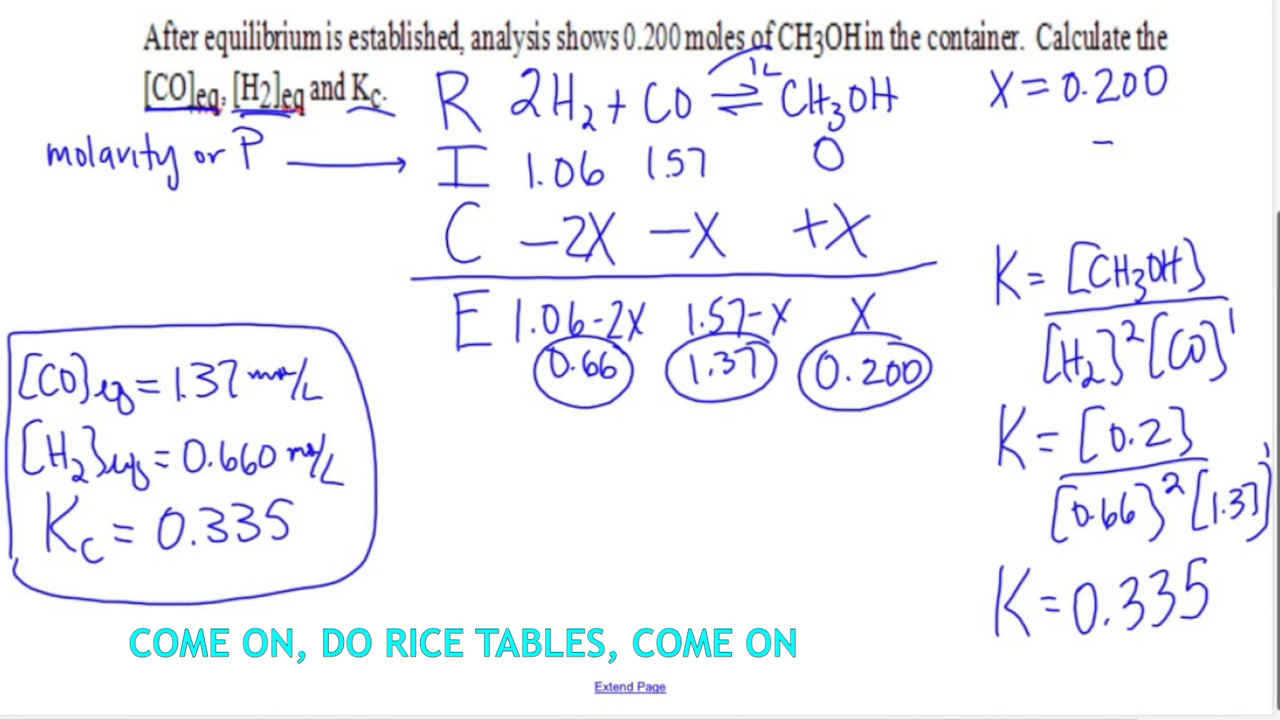 After equilibrium is established, analysis shows 0.200 moles of CH3OH in the container. Calculate the
[CO]eq, [H2]eq and Kc.
molarity or P →
R 2H₂ + CO ⇌ CH₃OH
1L
I 1.06 1.57 0
C -2X -X +X
E 1.06-2X 1.57-X X
0.66 1.37 0.200
X = 0.200
-
K = [CH₃OH]
[H₂]² [CO]¹
K = [0.2]
[0.66]² [1.37]¹
K = 0.335
[CO]eq = 1.37 mol/L
[H₂]eq = 0.660 mol/L
Kc = 0.335
COME ON, DO RICE TABLES, COME ON
Extend Page